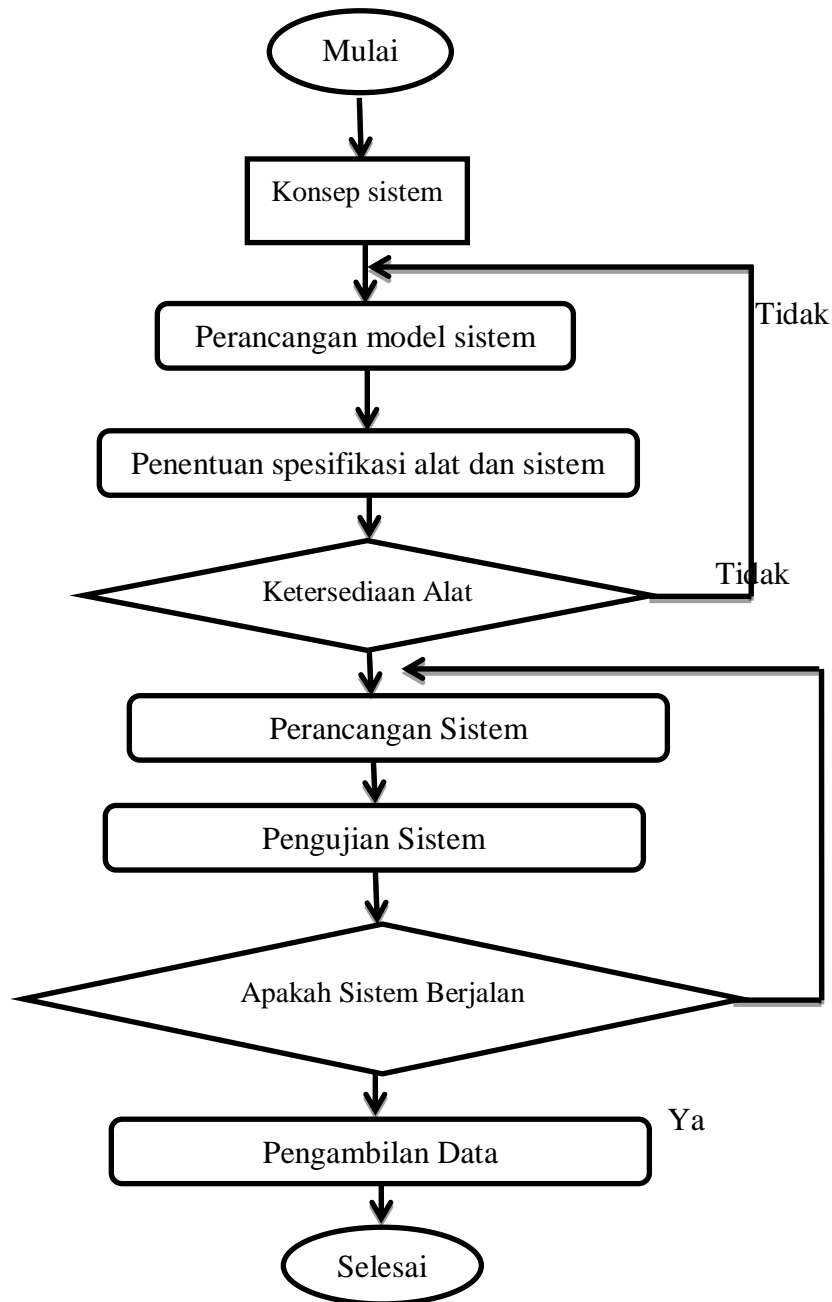 Mulai
Konsep sistem
Tidak
Perancangan model sistem
Penentuan spesifikasi alat dan sistem
Tidak
Ketersediaan Alat
Perancangan Sistem
Pengujian Sistem
Apakah Sistem Berjalan
Ya
Pengambilan Data
Selesai